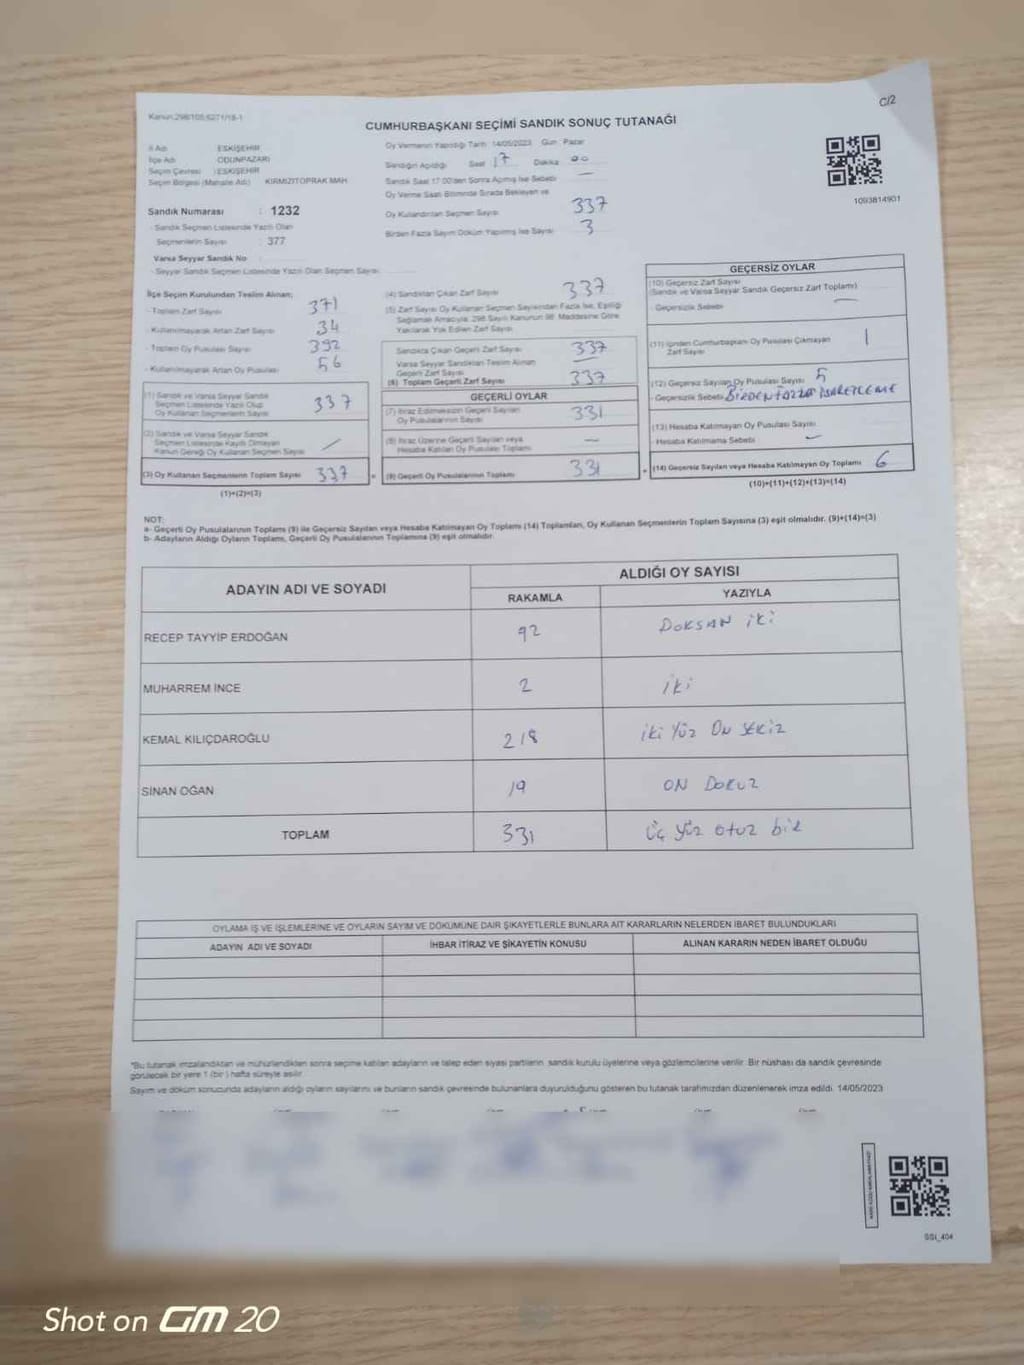 Kanun.298/105,6271/18-1
C/2
CUMHURBAŞKANI SEÇİMİ SANDIK SONUÇ TUTANAĞI
İl Adı ESKİŞEHİR
İlçe Adı ODUNPAZARI
Seçim Çevresi : ESKİŞEHİR
Seçim Bölgesi (Mahalle Adı) KIRMIZITOPRAK MAH.
Sandık Numarası : 1232
- Sandık Seçmen Listesinde Yazılı Olan
Seçmenlerin Sayısı : 377
Varsa Seyyar Sandık No
- Seyyar Sandık Seçmen Listesinde Yazılı Olan Seçmen Sayısı
Oy Vermenin Yapıldığı Tarih 14/05/2023 Gün Pazar
Sandığın Açıldığı Saat 17 Dakika 00
Sandık Saat 17.00'den Sonra Açılmış İse Sebebi —
Oy Verme Saati Bitiminde Sırada Bekleyen ve
Oy Kullandırılan Seçmen Sayısı 337
Birden Fazla Sayım Döküm Yapılmış İse Sayısı 3
1093814901
İlçe Seçim Kurulundan Teslim Alınan;
- Toplam Zarf Sayısı 371
- Kullanılmayarak Artan Zarf Sayısı 34
- Toplam Oy Pusulası Sayısı 392
- Kullanılmayarak Artan Oy Pusulası 56
(1) Sandık ve Varsa Seyyar Sandık
Seçmen Listesinde Yazılı Olup
Oy Kullanan Seçmenlerin Sayısı 337
(2) Sandık ve Varsa Seyyar Sandık
Seçmen Listesinde Kayıtlı Olmayan
Kanun Gereği Oy Kullanan Seçmen Sayısı /
(3) Oy Kullanan Seçmenlerin Toplam Sayısı 337
(1)+(2)=(3)
(4) Sandıktan Çıkan Zarf Sayısı 337
(5) Zarf Sayısı Oy Kullanan Seçmen Sayısından Fazla İse, Eşitliği
Sağlamak Amacıyla, 298 Sayılı Kanunun 98. Maddesine Göre
Yakılarak Yok Edilen Zarf Sayısı
Sandıkta Çıkan Geçerli Zarf Sayısı 337
Varsa Seyyar Sandıktan Teslim Alınan
Geçerli Zarf Sayısı —
(6) Toplam Geçerli Zarf Sayısı 337
GEÇERLİ OYLAR
(7) İtiraz Edilmeksizin Geçerli Sayılan
Oy Pusulalarının Sayısı 331
(8) İtiraz Üzerine Geçerli Sayılan veya
Hesaba Katılan Oy Pusulası Toplamı —
(9) Geçerli Oy Pusulalarının Toplamı 331
GEÇERSİZ OYLAR
(10) Geçersiz Zarf Sayısı
(Sandık ve Varsa Seyyar Sandık Geçersiz Zarf Toplamı)
- Geçersizlik Sebebi —
(11) İçinden Cumhurbaşkanı Oy Pusulası Çıkmayan
Zarf Sayısı 1
(12) Geçersiz Sayılan Oy Pusulası Sayısı 5
- Geçersizlik Sebebi BİRDEN FAZLA İŞARETLEME
(13) Hesaba Katılmayan Oy Pusulası Sayısı
- Hesaba Katılmama Sebebi —
(14) Geçersiz Sayılan veya Hesaba Katılmayan Oy Toplamı 6
(10)+(11)+(12)+(13)=(14)
NOT:
a- Geçerli Oy Pusulalarının Toplamı (9) ile Geçersiz Sayılan veya Hesaba Katılmayan Oy Toplamı (14) Toplamları, Oy Kullanan Seçmenlerin Toplam Sayısına (3) eşit olmalıdır. (9)+(14)=(3)
b- Adayların Aldığı Oyların Toplamı, Geçerli Oy Pusulalarının Toplamına (9) eşit olmalıdır.
ADAYIN ADI VE SOYADI ALDIĞI OY SAYISI
RAKAMLA YAZIYLA
RECEP TAYYİP ERDOĞAN 92 DOKSAN İKİ
MUHARREM İNCE 2 İKİ
KEMAL KILIÇDAROĞLU 218 İKİ YÜZ ON SEKİZ
SİNAN OĞAN 19 ON DOKUZ
TOPLAM 331 ÜÇ YÜZ OTUZ BİR
OYLAMA İŞ VE İŞLEMLERİNE VE OYLARIN SAYIM VE DÖKÜMÜNE DAİR ŞİKAYETLERLE BUNLARA AİT KARARLARIN NELERDEN İBARET BULUNDUKLARI
ADAYIN ADI VE SOYADI İHBAR İTİRAZ VE ŞİKAYETİN KONUSU ALINAN KARARIN NEDEN İBARET OLDUĞU
*Bu tutanak imzalandıktan ve mühürlendikten sonra seçime katılan adayların ve talep eden siyasi partilerin, sandık kurulu üyelerine veya gözlemcilerine verilir. Bir nüshası da sandık çevresinde
görülecek bir yere 1 (bir) hafta süreyle asılır.
Sayım ve döküm sonucunda adayların aldığı oyların sayılarını ve bunların sandık çevresinde bulunanlara duyurulduğunu gösteren bu tutanak tarafımızdan düzenlenerek imza edildi. 14/05/2023
SSI_404
Shot on GM 20